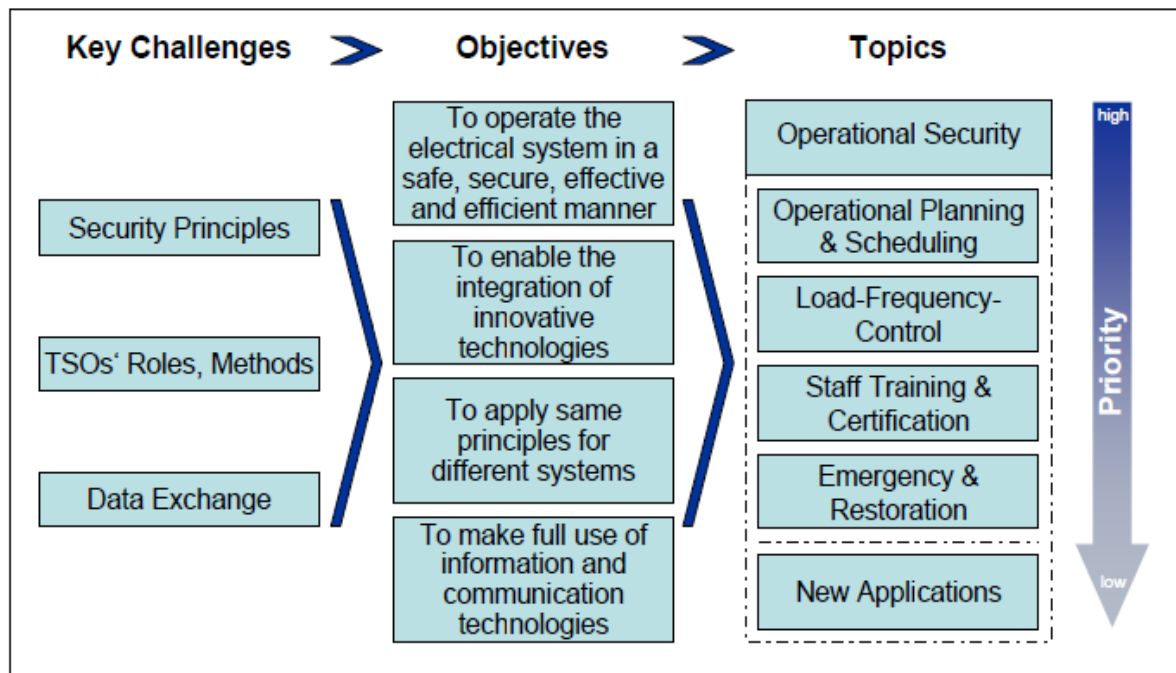 Key Challenges
Objectives
Topics
Security Principles
TSOs‘ Roles, Methods
Data Exchange
To operate the
electrical system in a
safe, secure, effective
and efficient manner
To enable the
integration of
innovative
technologies
To apply same
principles for
different systems
To make full use of
information and
communication
technologies
Operational Security
Operational Planning
& Scheduling
Load-Frequency-
Control
Staff Training &
Certification
Emergency &
Restoration
New Applications
high
Priority
low